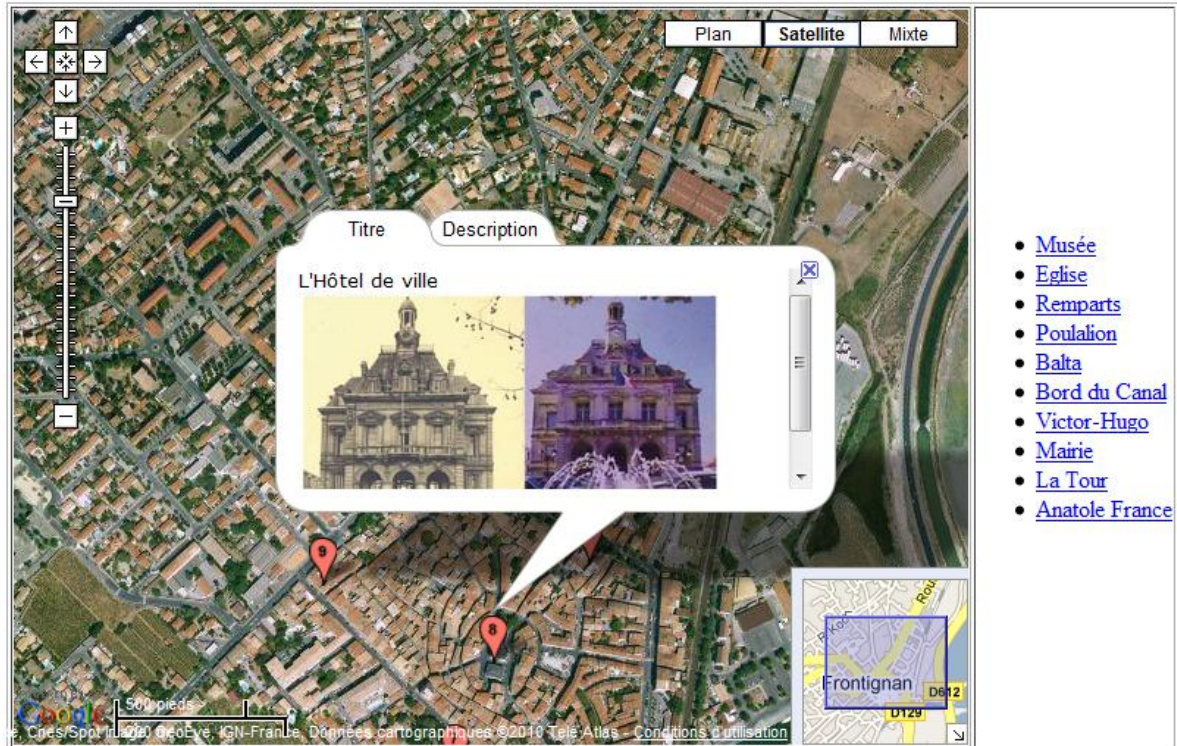 Plan
Satellite
Mixte
Titre
Description
L'Hôtel de ville
9
8
Musée
Eglise
Remparts
Poulalion
Balta
Bord du Canal
Victor-Hugo
Mairie
La Tour
Anatole France
Frontignan
D612
D129
Google
500 pieds
200
GeoEye, IGN-France, Données cartographiques ©2010 Tele Atlas - Conditions d'utilisation